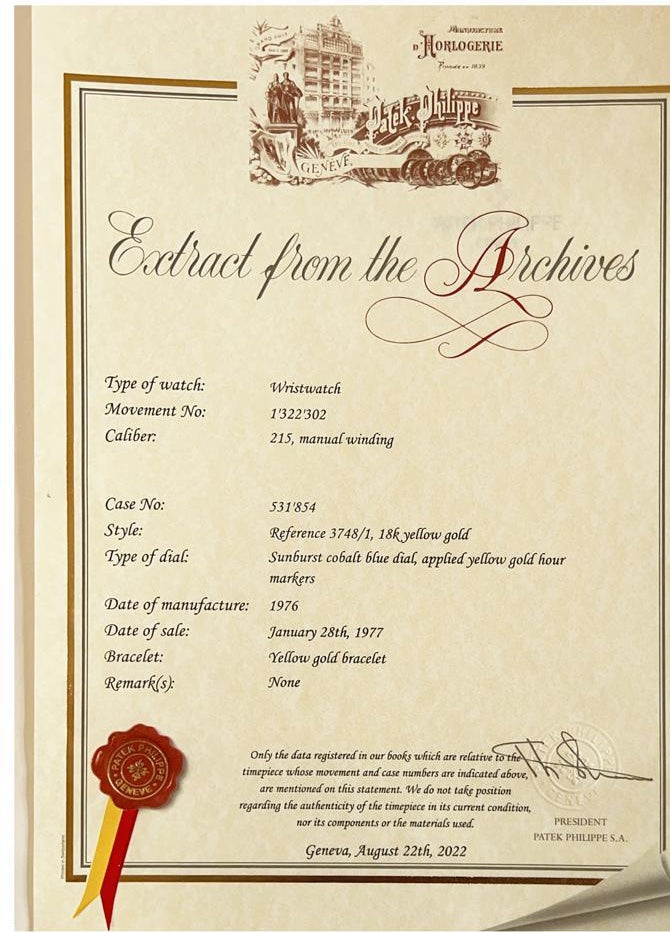 Manufacture
d'Horlogerie
Fondée en 1839
Patek Philippe
GENÈVE
Extract from the Archives
Type of watch: Wristwatch
Movement No: 1'322'302
Caliber: 215, manual winding
Case No: 531'854
Style: Reference 3748/1, 18k yellow gold
Type of dial: Sunburst cobalt blue dial, applied yellow gold hour
markers
Date of manufacture: 1976
Date of sale: January 28th, 1977
Bracelet: Yellow gold bracelet
Remark(s): None
Only the data registered in our books which are relative to the
timepiece whose movement and case numbers are indicated above,
are mentioned on this statement. We do not take position
regarding the authenticity of the timepiece in its current condition,
nor its components or the materials used.
PATEK PHILIPPE
GENEVE
PRESIDENT
PATEK PHILIPPE S.A.
Geneva, August 22th, 2022
Printed in Switzerland